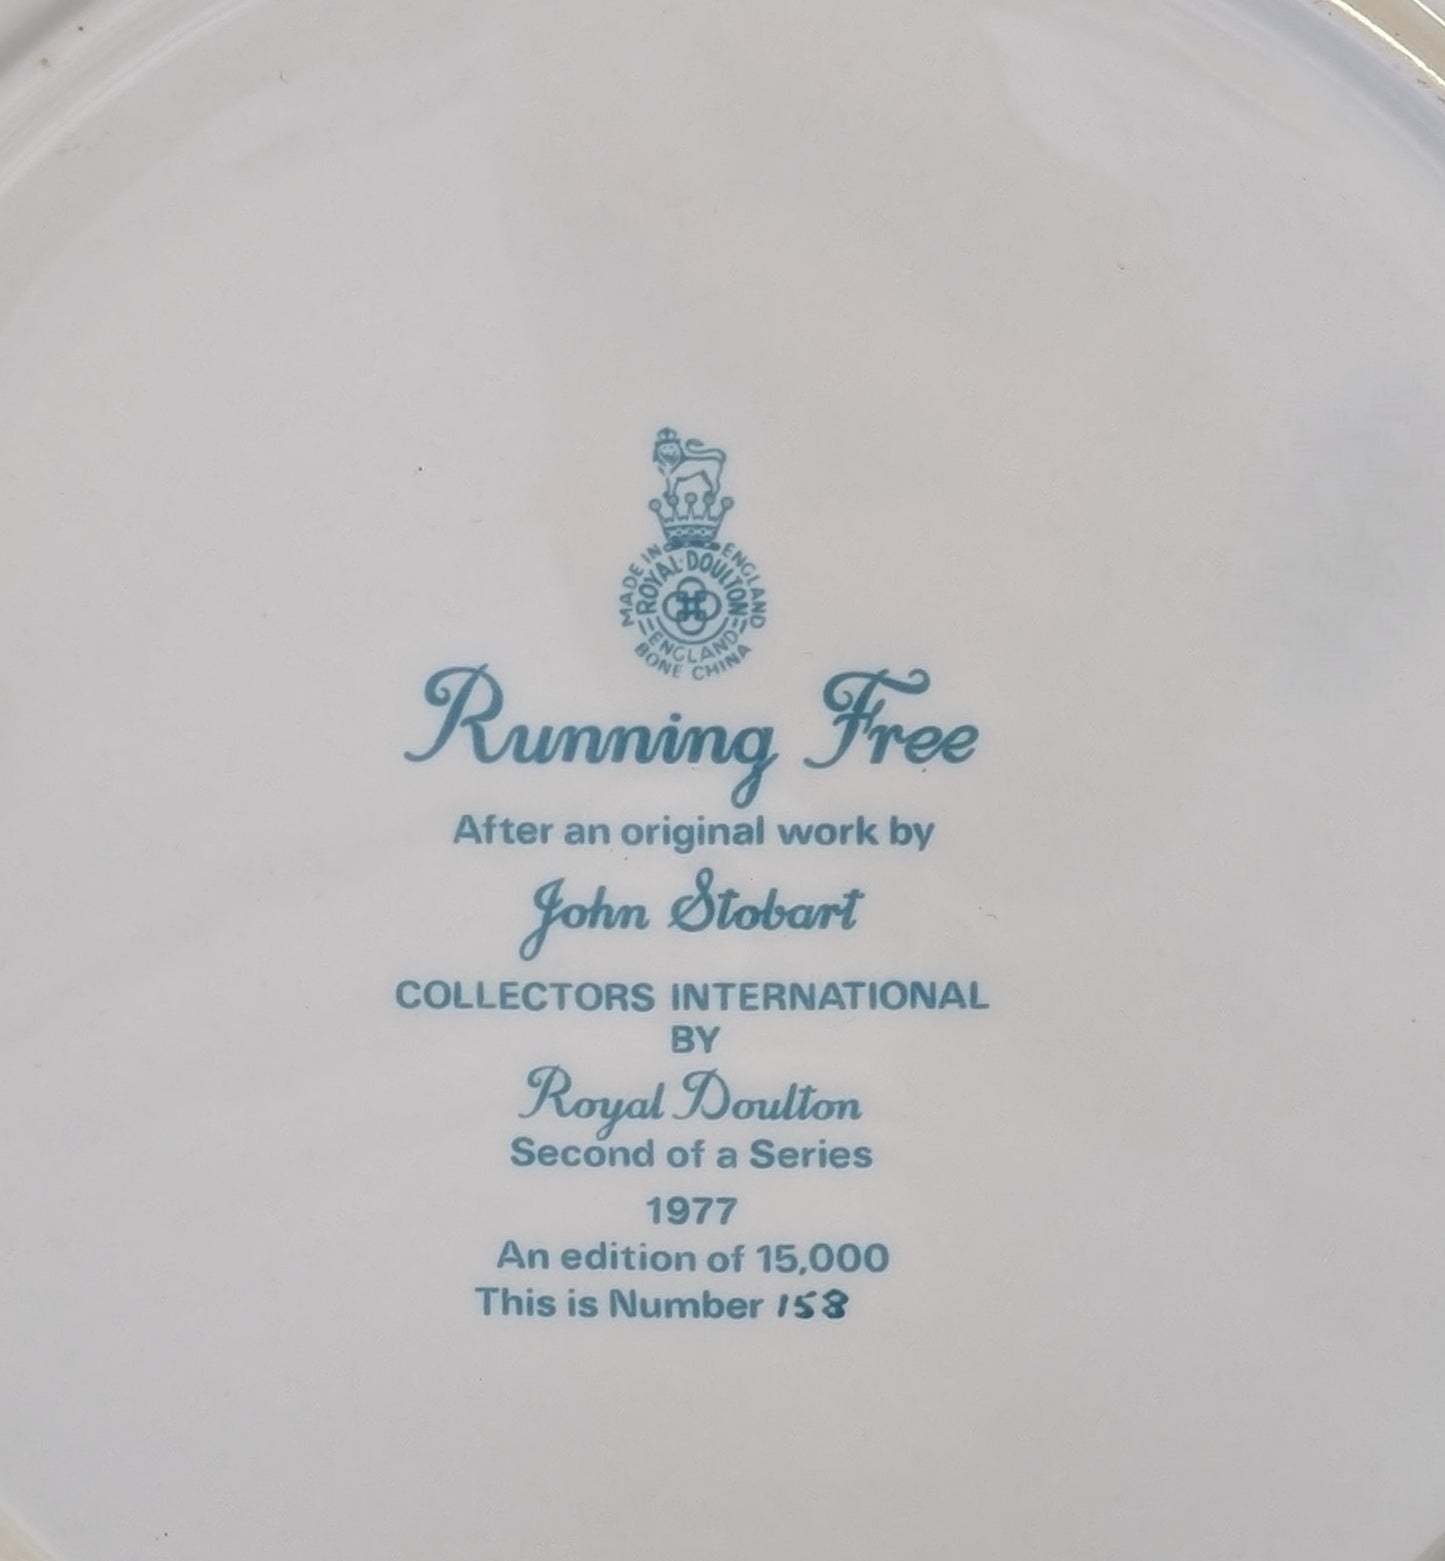 MADE IN ENGLAND
ROYAL·DOULTON
ENGLAND
BONE CHINA
Running Free
After an original work by
John Stobart
COLLECTORS INTERNATIONAL
BY
Royal Doulton
Second of a Series
1977
An edition of 15,000
This is Number 158